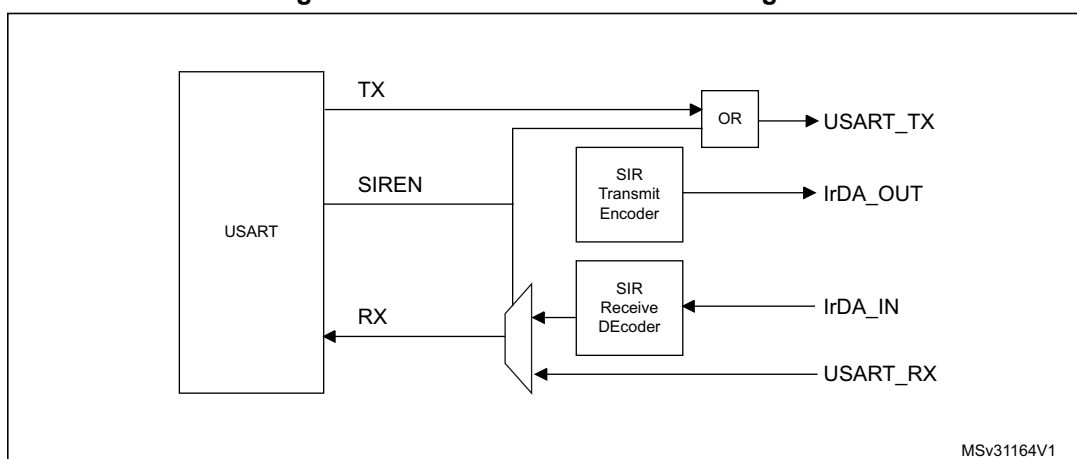 TX
OR
USART_TX
SIREN
SIR
Transmit
Encoder
IrDA_OUT
USART
SIR
Receive
DEcoder
IrDA_IN
RX
USART_RX
MSv31164V1